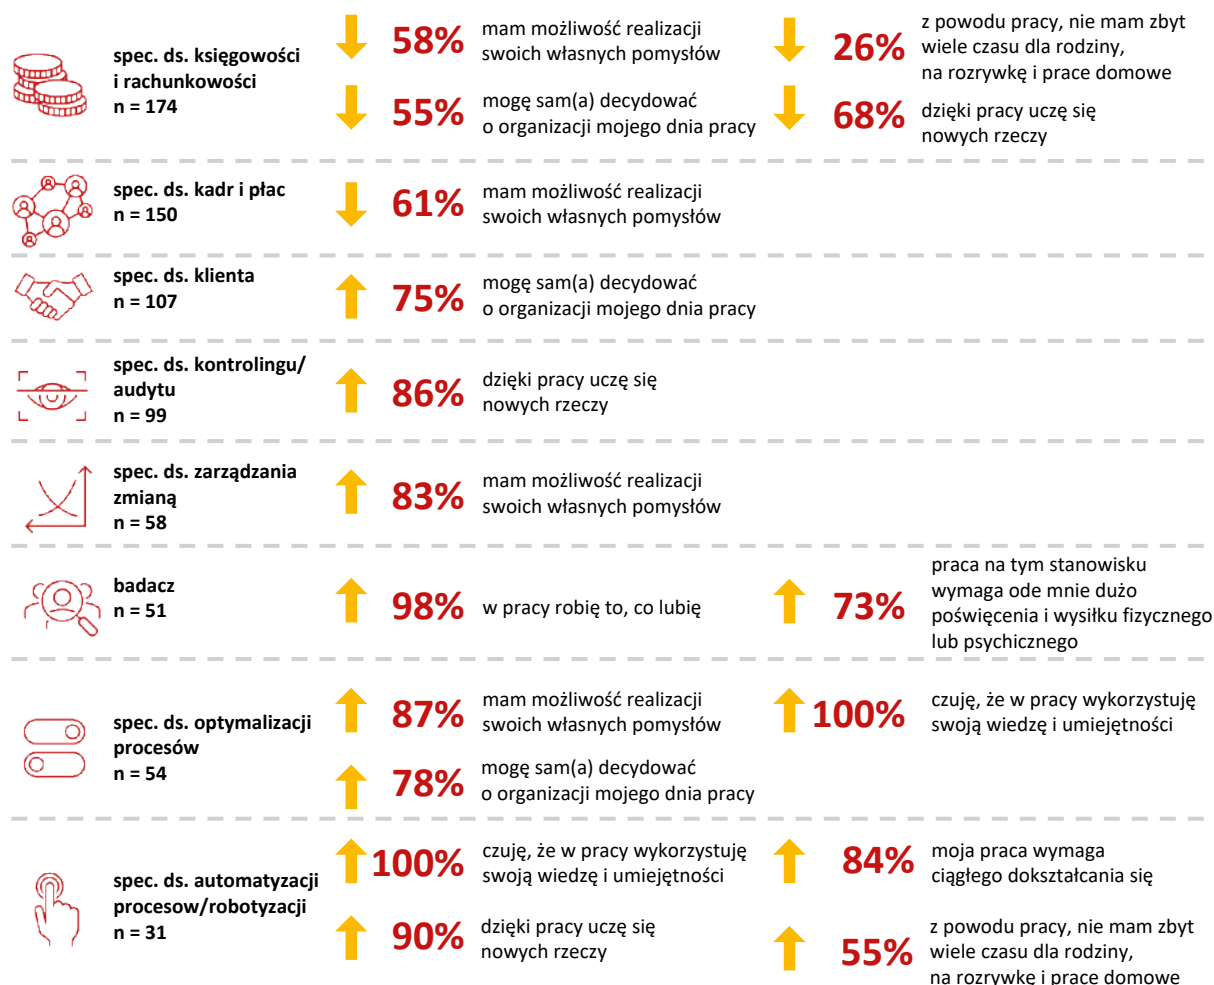 spec. ds. księgowości
i rachunkowości
n = 174
58%
mam możliwość realizacji
swoich własnych pomysłów
26%
z powodu pracy, nie mam zbyt
wiele czasu dla rodziny,
na rozrywkę i prace domowe
55%
mogę sam(a) decydować
o organizacji mojego dnia pracy
68%
dzięki pracy uczę się
nowych rzeczy
spec. ds. kadr i płac
n = 150
61%
mam możliwość realizacji
swoich własnych pomysłów
spec. ds. klienta
n = 107
75%
mogę sam(a) decydować
o organizacji mojego dnia pracy
spec. ds. kontrolingu/
audytu
n = 99
86%
dzięki pracy uczę się
nowych rzeczy
spec. ds. zarządzania
zmianą
n = 58
83%
mam możliwość realizacji
swoich własnych pomysłów
badacz
n = 51
98%
w pracy robię to, co lubię
73%
praca na tym stanowisku
wymaga ode mnie dużo
poświęcenia i wysiłku fizycznego
lub psychicznego
spec. ds. optymalizacji
procesów
n = 54
87%
mam możliwość realizacji
swoich własnych pomysłów
100%
czuję, że w pracy wykorzystuję
swoją wiedzę i umiejętności
78%
mogę sam(a) decydować
o organizacji mojego dnia pracy
spec. ds. automatyzacji
procesow/robotyzacji
n = 31
100%
czuję, że w pracy wykorzystuję
swoją wiedzę i umiejętności
84%
moja praca wymaga
ciągłego dokształcania się
90%
dzięki pracy uczę się
nowych rzeczy
55%
z powodu pracy, nie mam zbyt
wiele czasu dla rodziny,
na rozrywkę i prace domowe